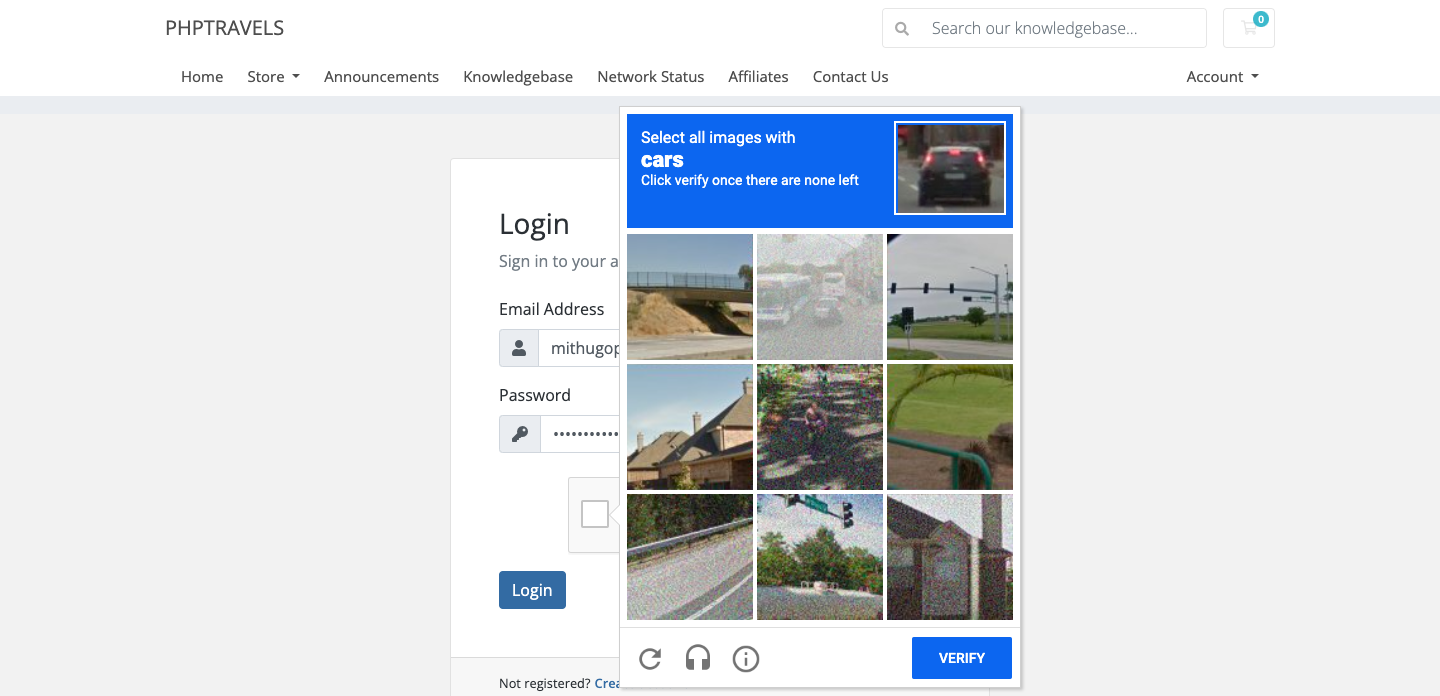 PHPTRAVELS
Search our knowledgebase...
0
Home Store Announcements Knowledgebase Network Status Affiliates Contact Us Account
Select all images with
cars
Click verify once there are none left
Login
Sign in to your a
Email Address
mithugop
Password
Login
VERIFY
Not registered? Crea